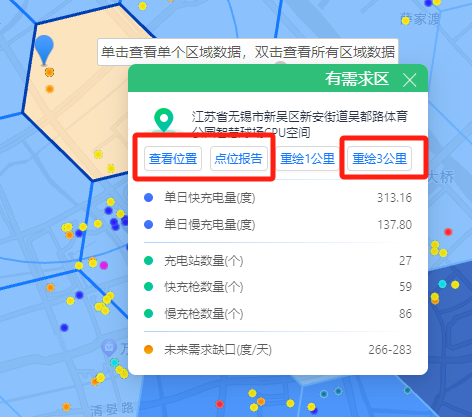 薛家渡
单击查看单个区域数据，双击查看所有区域数据
有需求区
江苏省无锡市新吴区新安街道吴都路体育
公园智慧球场CPU空间
查看位置 点位报告 重绘1公里 重绘3公里
大桥
单日快充电量(度) 313.16
单日慢充电量(度) 137.80
充电站数量(个) 27
快充枪数量(个) 59
慢充枪数量(个) 86
未来需求缺口(度/天) 266-283
清晏路